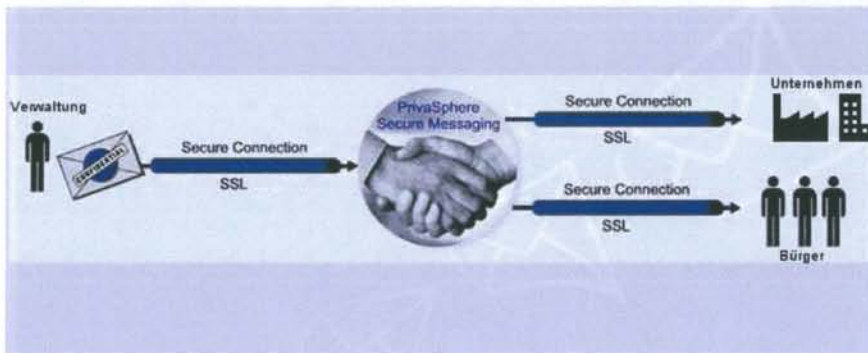 Verwaltung
CONFIDENTIAL
Secure Connection
SSL
PrivaSphere
Secure Messaging
Secure Connection
SSL
Unternehmen
Secure Connection
SSL
Bürger